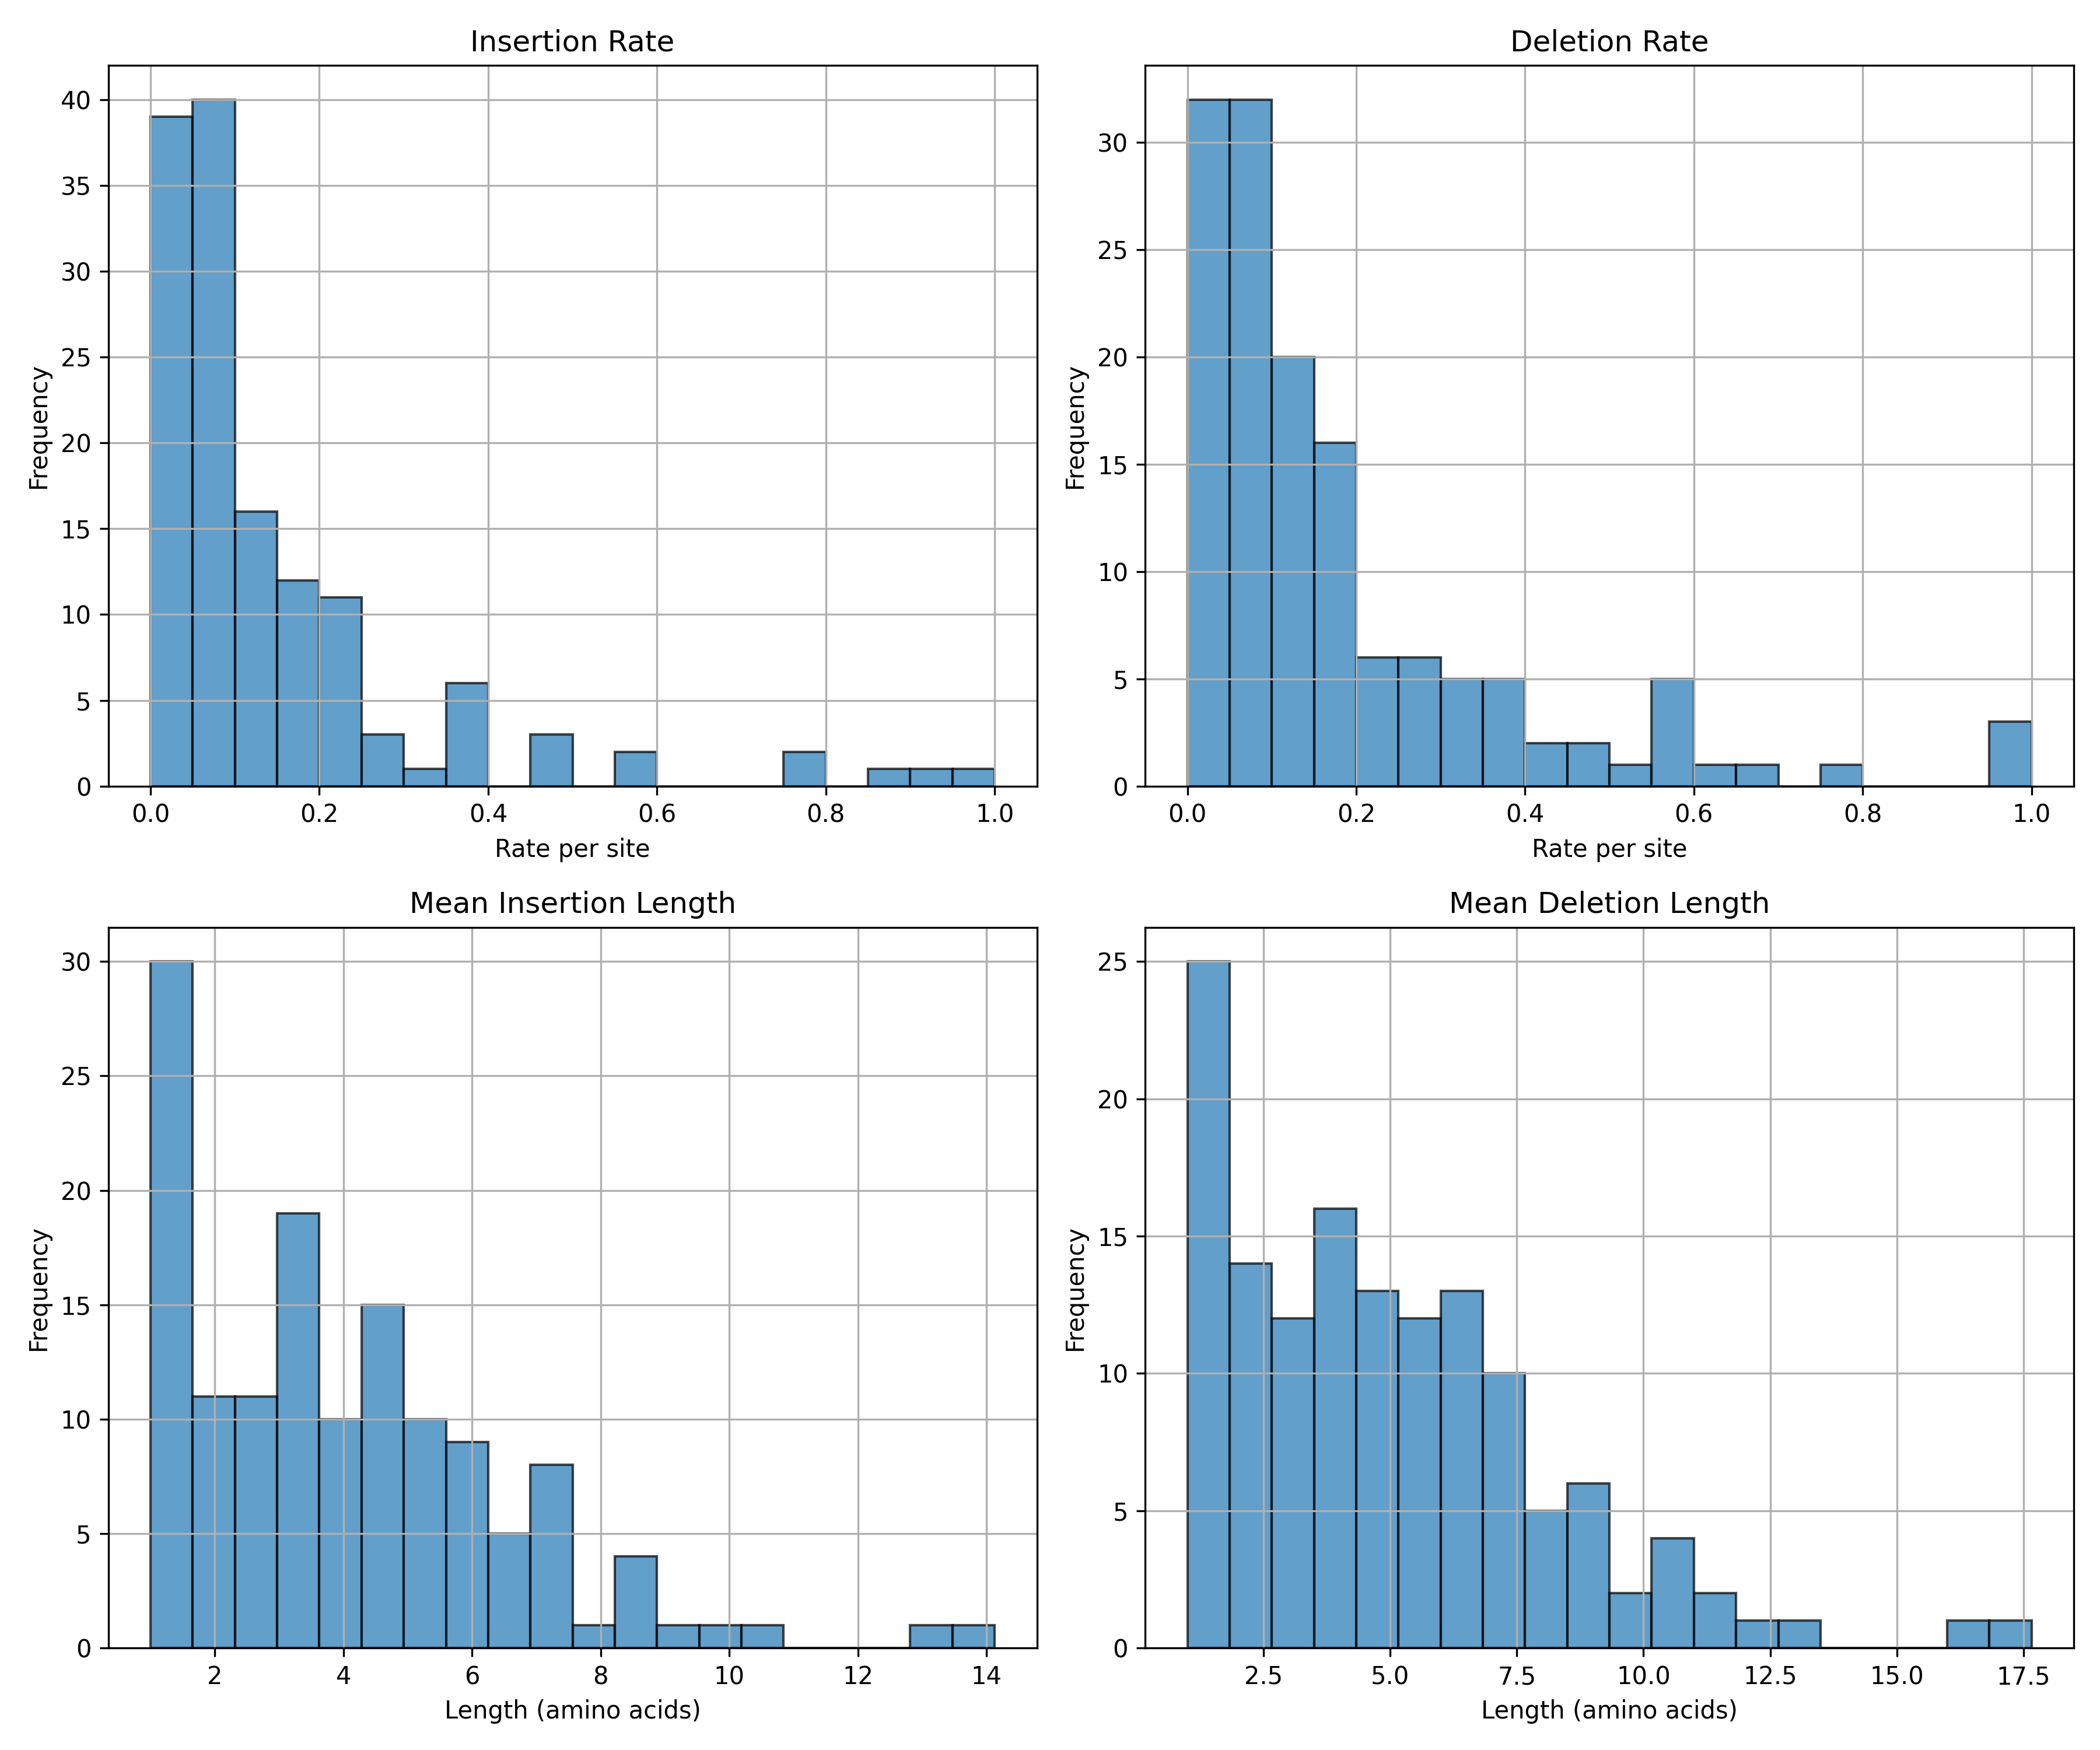 Insertion Rate
Frequency
40
35
30
25
20
15
10
5
0
0.0 0.2 0.4 0.6 0.8 1.0
Rate per site
Deletion Rate
Frequency
30
25
20
15
10
5
0
0.0 0.2 0.4 0.6 0.8 1.0
Rate per site
Mean Insertion Length
Frequency
30
25
20
15
10
5
0
2 4 6 8 10 12 14
Length (amino acids)
Mean Deletion Length
Frequency
25
20
15
10
5
0
2.5 5.0 7.5 10.0 12.5 15.0 17.5
Length (amino acids)